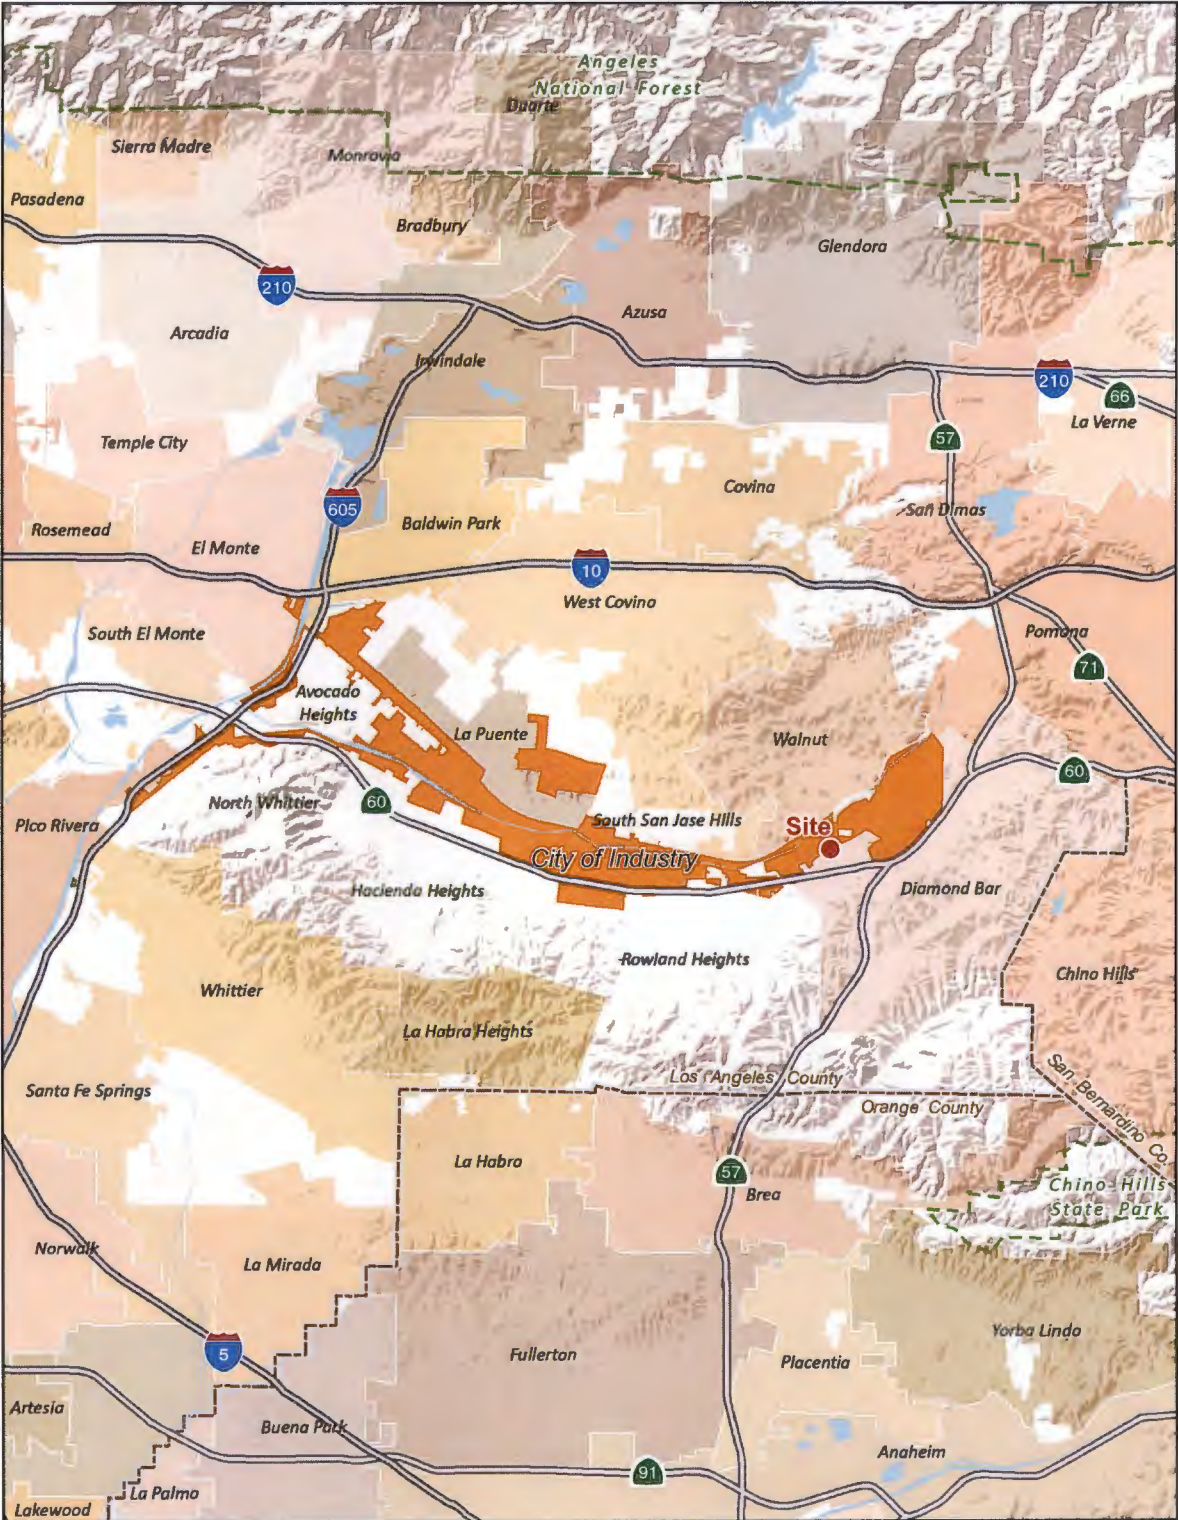 Angeles
National Forest
Duarte
Sierra Madre
Monrovia
Pasadena
Bradbury
Glendora
210
Azusa
Arcadia
Irwindale
210
66
La Verne
57
Temple City
Covina
605
San Dimas
Rosemead
Baldwin Park
El Monte
10
West Covina
South El Monte
Pomona
71
Avocado
Heights
La Puente
Walnut
60
60
North Whittier
Pico Rivera
South San Jase Hills
Site
City of Industry
Hacienda Heights
Diamond Bar
Rowland Heights
Chino Hills
Whittier
La Habra Heights
Los Angeles County
San Bernardino Co.
Santa Fe Springs
Orange County
La Habra
57
Brea
Chino Hills
State Park
Norwalk
La Mirada
Yorba Linda
5
Fullerton
Placentia
Artesia
Buena Park
Anaheim
91
La Palma
Lakewood